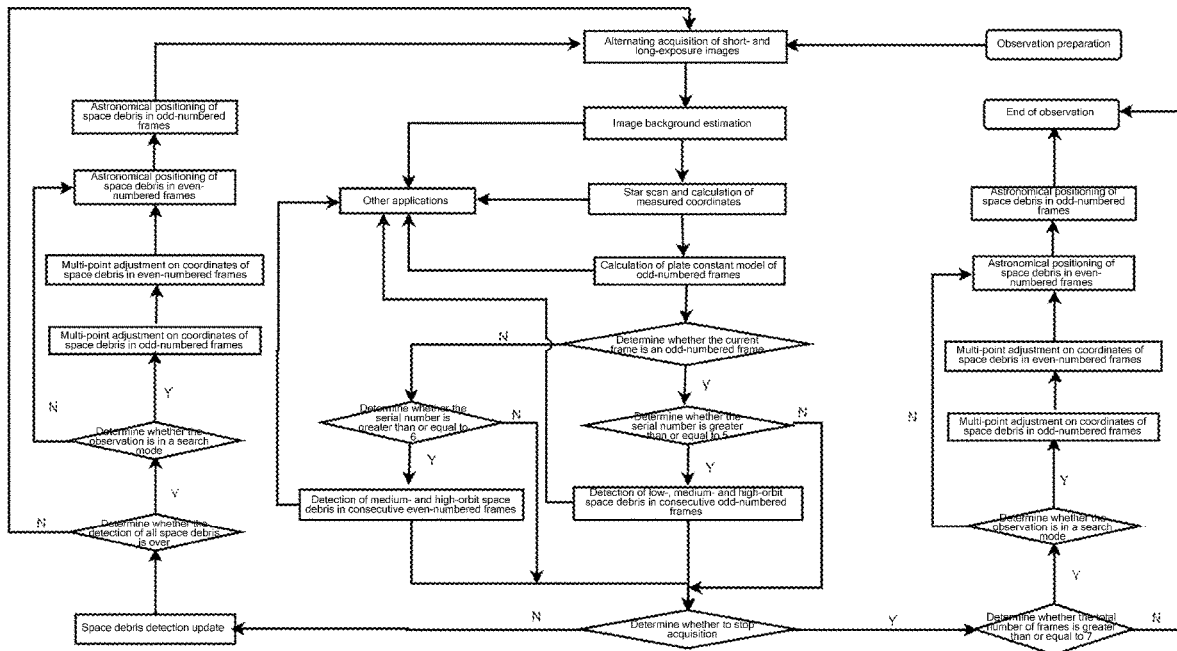 Alternating acquisition of short- and
long-exposure images
Observation preparation
Astronomical positioning of
space debris in odd-numbered
frames
Image background estimation
End of observation
Astronomical positioning of
space debris in even-
numbered frames
Other applications
Star scan and calculation of
measured coordinates
Astronomical positioning of
space debris in odd-numbered
frames
Multi-point adjustment on coordinates of
space debris in even-numbered frames
Calculation of plate constant model of
odd-numbered frames
Astronomical positioning of
space debris in even-
numbered frames
Multi-point adjustment on coordinates of
space debris in odd-numbered frames
N
Determine whether the current
frame is an odd-numbered frame
Multi-point adjustment on coordinates of
space debris in even-numbered frames
Y
Y
N
Determine whether the
observation is in a search
mode
Determine whether the
serial number is
greater than or equal to
6
N
Determine whether
the serial number is
greater than or equal to 5
N
N
Multi-point adjustment on coordinates of
space debris in odd-numbered frames
Y
Y
Y
Y
Detection of medium- and high-orbit space
debris in consecutive even-numbered frames
Detection of low-, medium- and high-orbit
space debris in consecutive odd-numbered
frames
N
Determine whether the
detection of all space debris
is over
Determine whether the
observation is in a search
mode
Y
Space debris detection update
N
Determine whether to stop
acquisition
Y
Determine whether the total
number of frames is greater
than or equal to 7
N